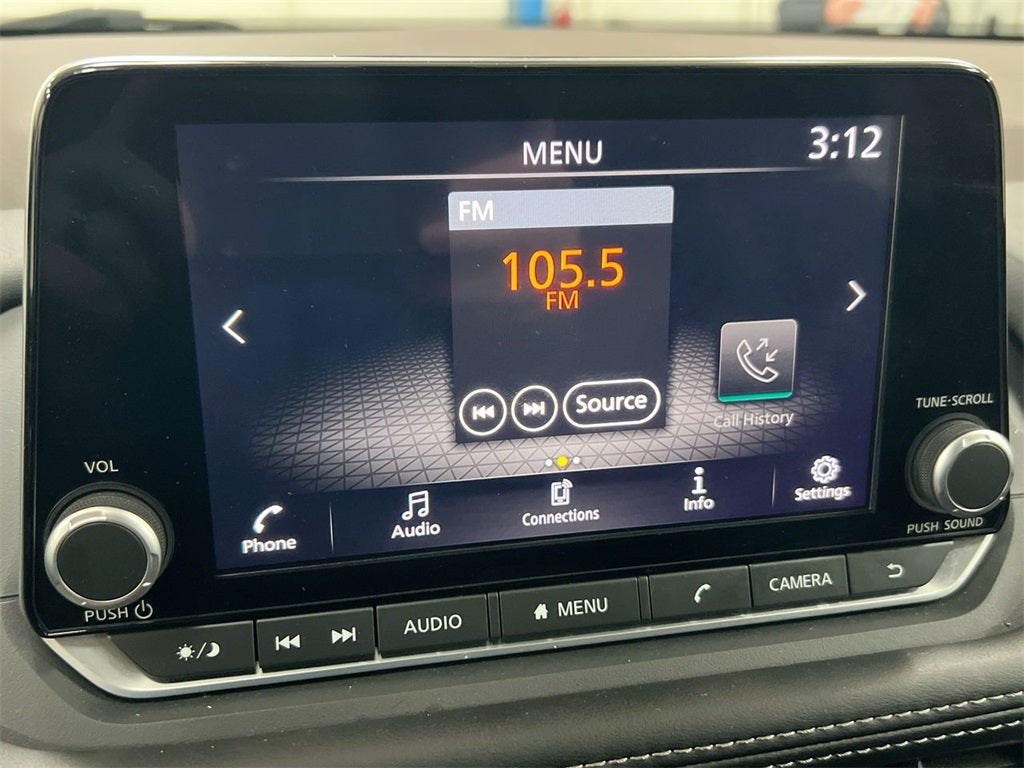 MENU
3:12
FM
105.5
FM
Source
Call History
TUNE·SCROLL
VOL
Phone
Audio
Connections
Info
Settings
PUSH SOUND
PUSH
AUDIO
MENU
CAMERA